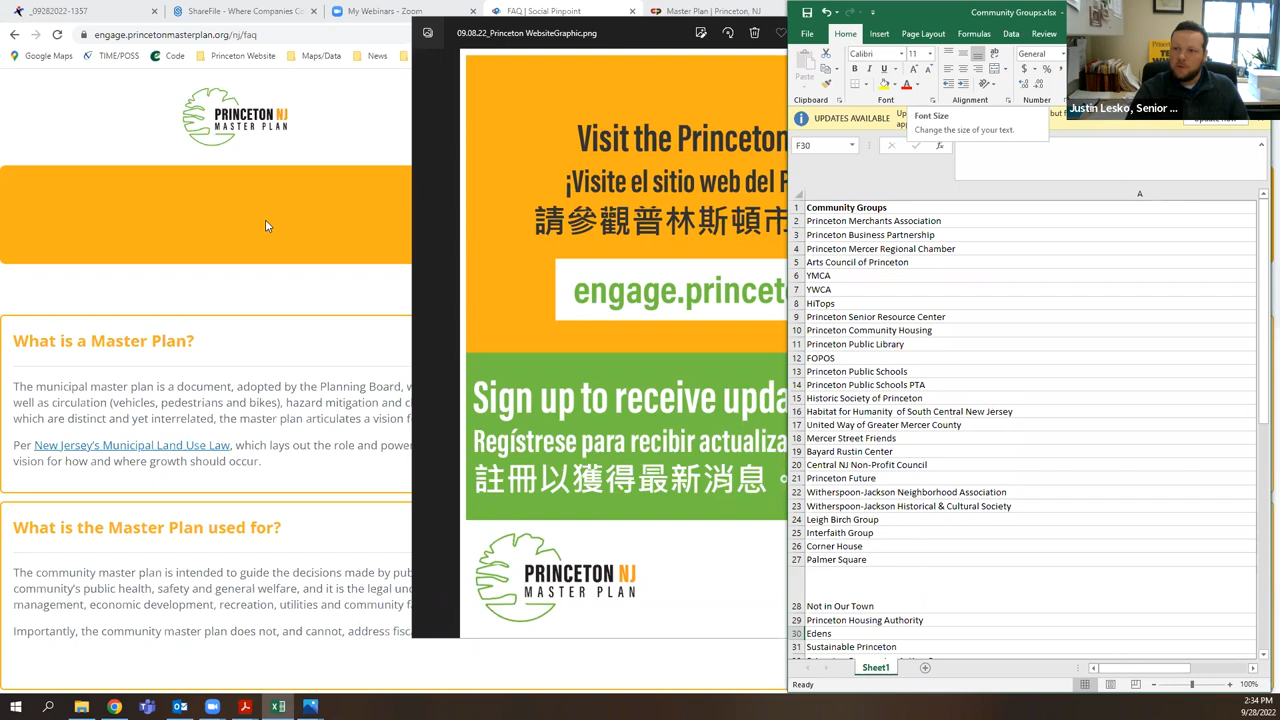 _09282022-1357
ShareFile - Where Companies Co
My Webinars - Zoom
FAQ | Social Pinpoint
Master Plan | Princeton, NJ
engage.princetonmasterplan.org/nj/faq
Google Maps
Code
Princeton Website
Maps/Data
News
PRINCETON NJ
MASTER PLAN
What is a Master Plan?
The municipal master plan is a document, adopted by the Planning Board, w
well as circulation (vehicles, pedestrians and bikes), hazard mitigation and c
which are distinct and yet interrelated, the master plan articulates a vision f
Per New Jersey's Municipal Land Use Law, which lays out the role and power
vision for how and where growth should occur.
What is the Master Plan used for?
The community master plan is intended to guide the decisions made by pub
community's public health, safety and general welfare, and it is the legal un
management, economic development, recreation, utilities and community fa
Importantly, the community master plan does not, and cannot, address fisc
09.08.22_Princeton WebsiteGraphic.png
Visit the Princeton
¡Visite el sitio web del P
請參觀普林斯頓市
engage.princet
Sign up to receive upda
Regístrese para recibir actualiza
註冊以獲得最新消息。
PRINCETON NJ
MASTER PLAN
Community Groups.xlsx
File Home Insert Page Layout Formulas Data Review
Paste
Calibri 11
General
Clipboard Font Alignment Number
UPDATES AVAILABLE
Font Size
Change the size of your text.
F30
A
1 Community Groups
2 Princeton Merchants Association
3 Princeton Business Partnership
4 Princeton Mercer Regional Chamber
5 Arts Council of Princeton
6 YMCA
7 YWCA
8 HiTops
9 Princeton Senior Resource Center
10 Princeton Community Housing
11 Princeton Public Library
12 FOPOS
13 Princeton Public Schools
14 Princeton Public Schools PTA
15 Historic Society of Princeton
16 Habitat for Humanity of South Central New Jersey
17 United Way of Greater Mercer County
18 Mercer Street Friends
19 Bayard Rustin Center
20 Central NJ Non-Profit Council
21 Princeton Future
22 Witherspoon-Jackson Neighborhood Association
23 Witherspoon-Jackson Historical & Cultural Society
24 Leigh Birch Group
25 Interfaith Group
26 Corner House
27 Palmer Square
28 Not in Our Town
29 Princeton Housing Authority
30 Edens
31 Sustainable Princeton
Sheet1
Ready
100%
Justin Lesko, Senior ...
2:34 PM
9/28/2022